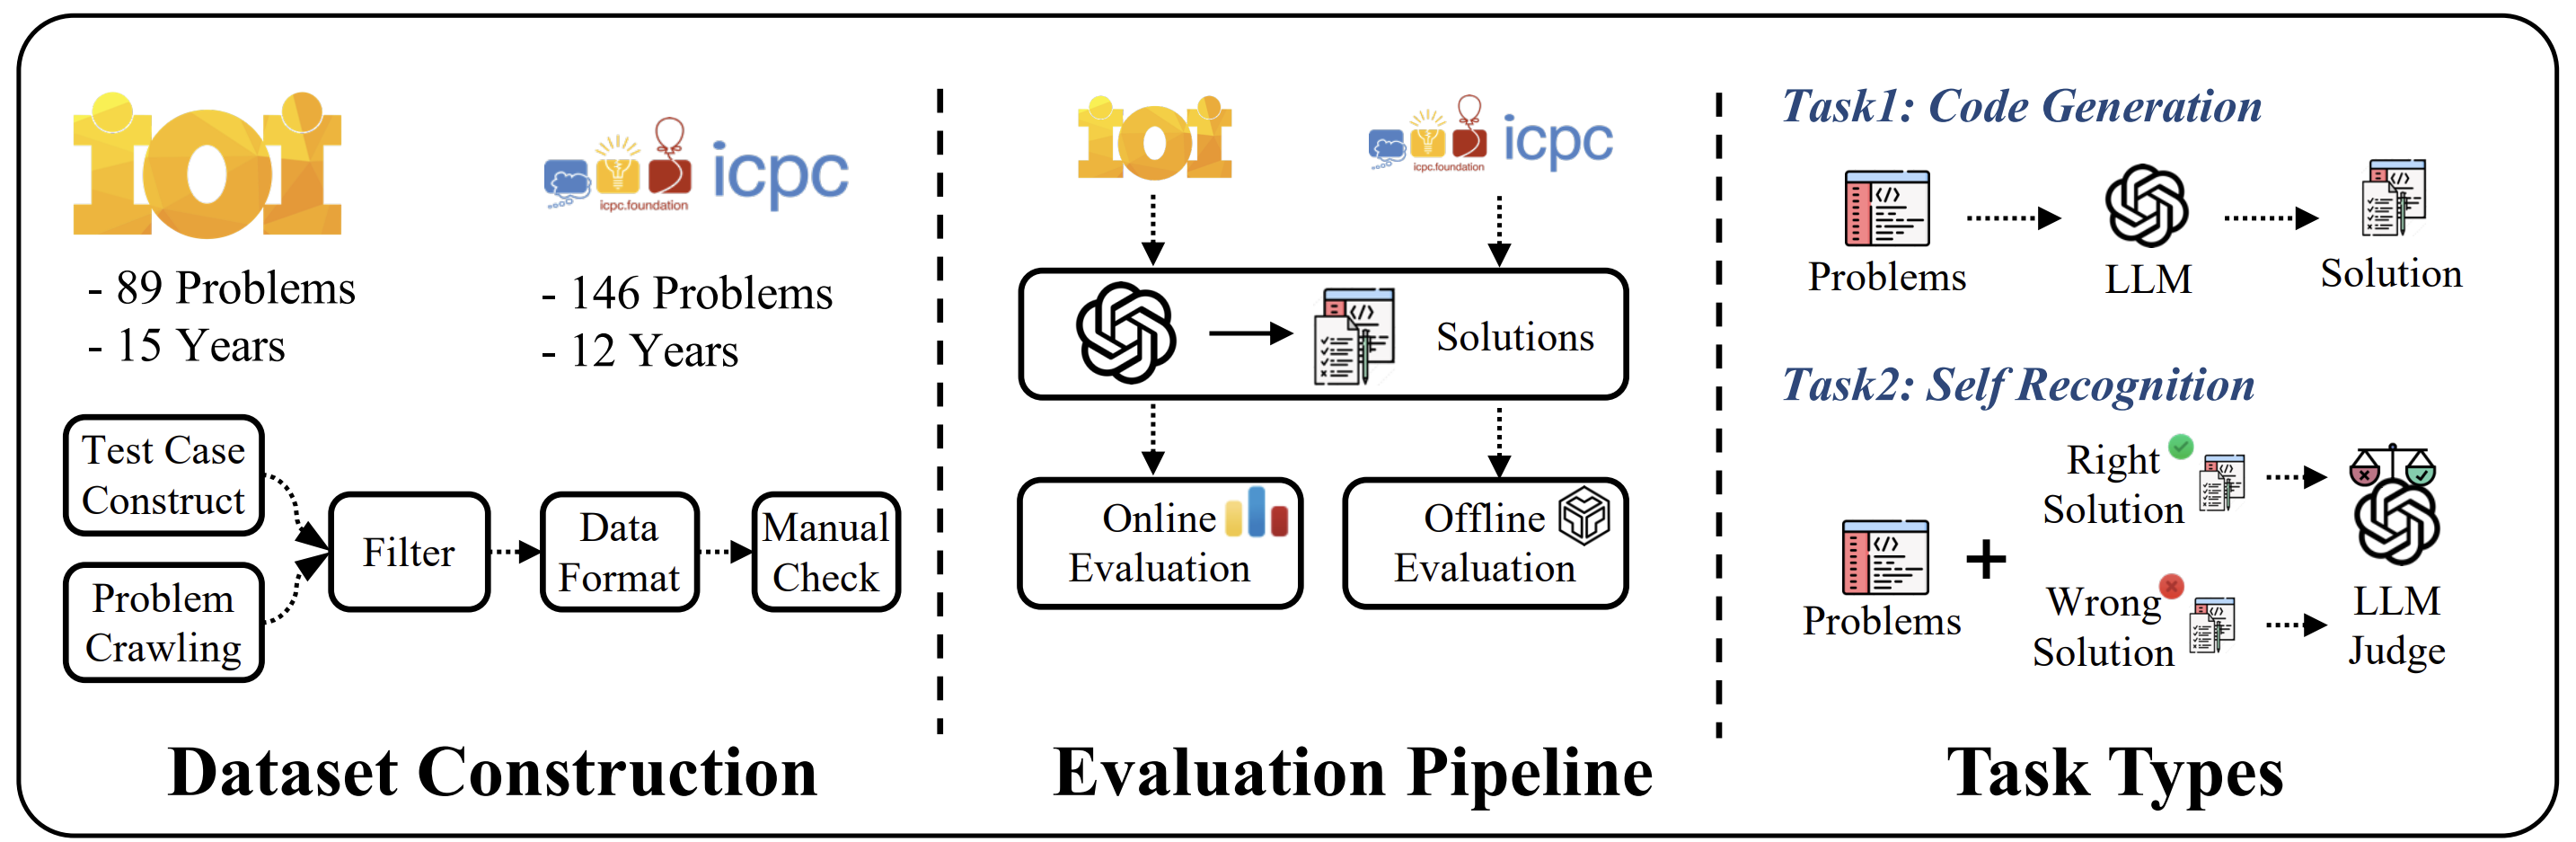 ioi
icpc
icpc.foundation
- 89 Problems
- 15 Years
- 146 Problems
- 12 Years
Test Case
Construct
Problem
Crawling
Filter
Data
Format
Manual
Check
Dataset Construction
ioi
icpc
icpc.foundation
Solutions
Online
Evaluation
Offline
Evaluation
Evaluation Pipeline
Task1: Code Generation
Problems
LLM
Solution
Task2: Self Recognition
Problems
+
Right
Solution
Wrong
Solution
LLM
Judge
Task Types